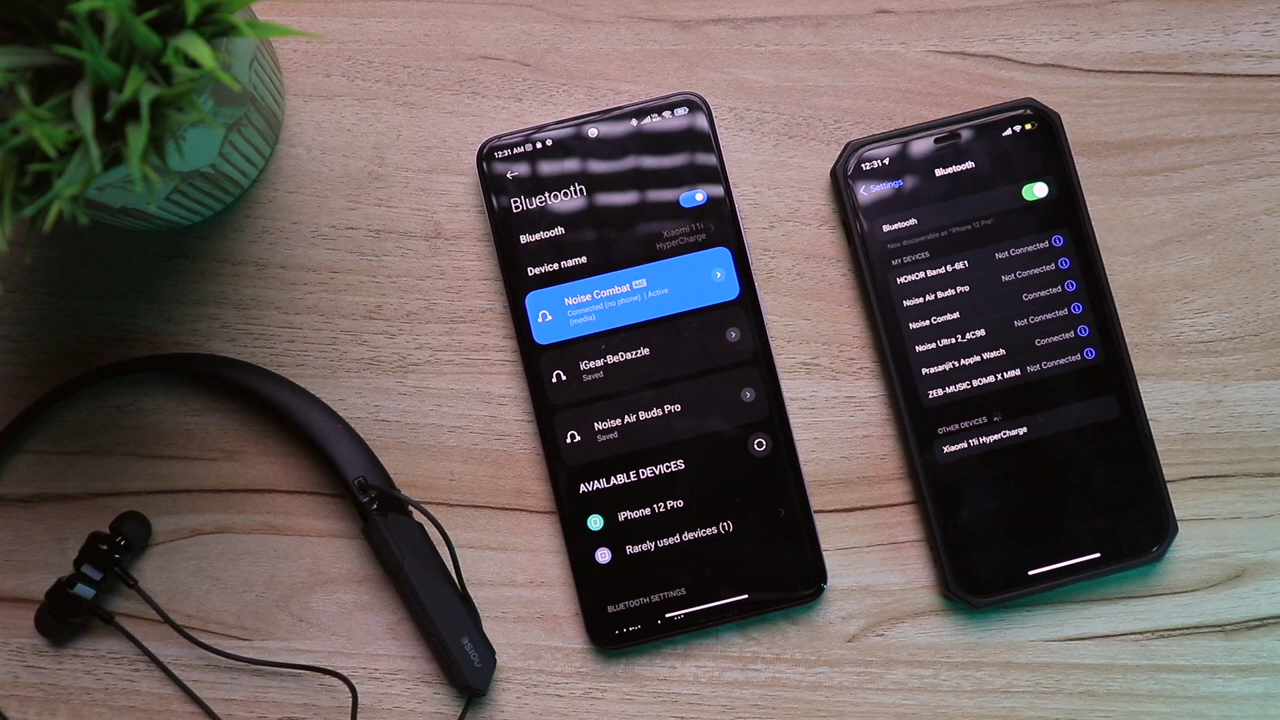 12:31 AM
Bluetooth
Bluetooth
Device name
Xiaomi 11i
HyperCharge
Noise Combat AAC
Connected (no phone) | Active
(media)
iGear-BeDazzle
Saved
Noise Air Buds Pro
Saved
AVAILABLE DEVICES
iPhone 12 Pro
Rarely used devices (1)
BLUETOOTH SETTINGS
12:31
Settings
Bluetooth
Bluetooth
Now discoverable as "iPhone 12 Pro".
MY DEVICES
HONOR Band 6-6E1 Not Connected
Noise Air Buds Pro Not Connected
Noise Combat Connected
Noise Ultra 2_4C98 Not Connected
Prasanjit's Apple Watch Connected
ZEB-MUSIC BOMB X MINI Not Connected
OTHER DEVICES
Xiaomi 11i HyperCharge
noise